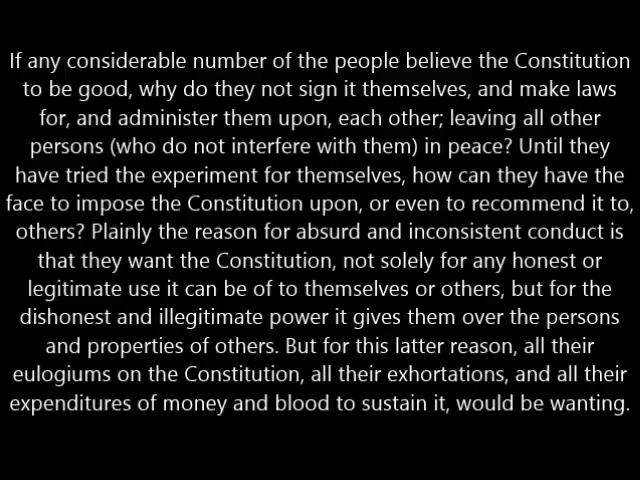 If any considerable number of the people believe the Constitution
to be good, why do they not sign it themselves, and make laws
for, and administer them upon, each other; leaving all other
persons (who do not interfere with them) in peace? Until they
have tried the experiment for themselves, how can they have the
face to impose the Constitution upon, or even to recommend it to,
others? Plainly the reason for absurd and inconsistent conduct is
that they want the Constitution, not solely for any honest or
legitimate use it can be of to themselves or others, but for the
dishonest and illegitimate power it gives them over the persons
and properties of others. But for this latter reason, all their
eulogiums on the Constitution, all their exhortations, and all their
expenditures of money and blood to sustain it, would be wanting.